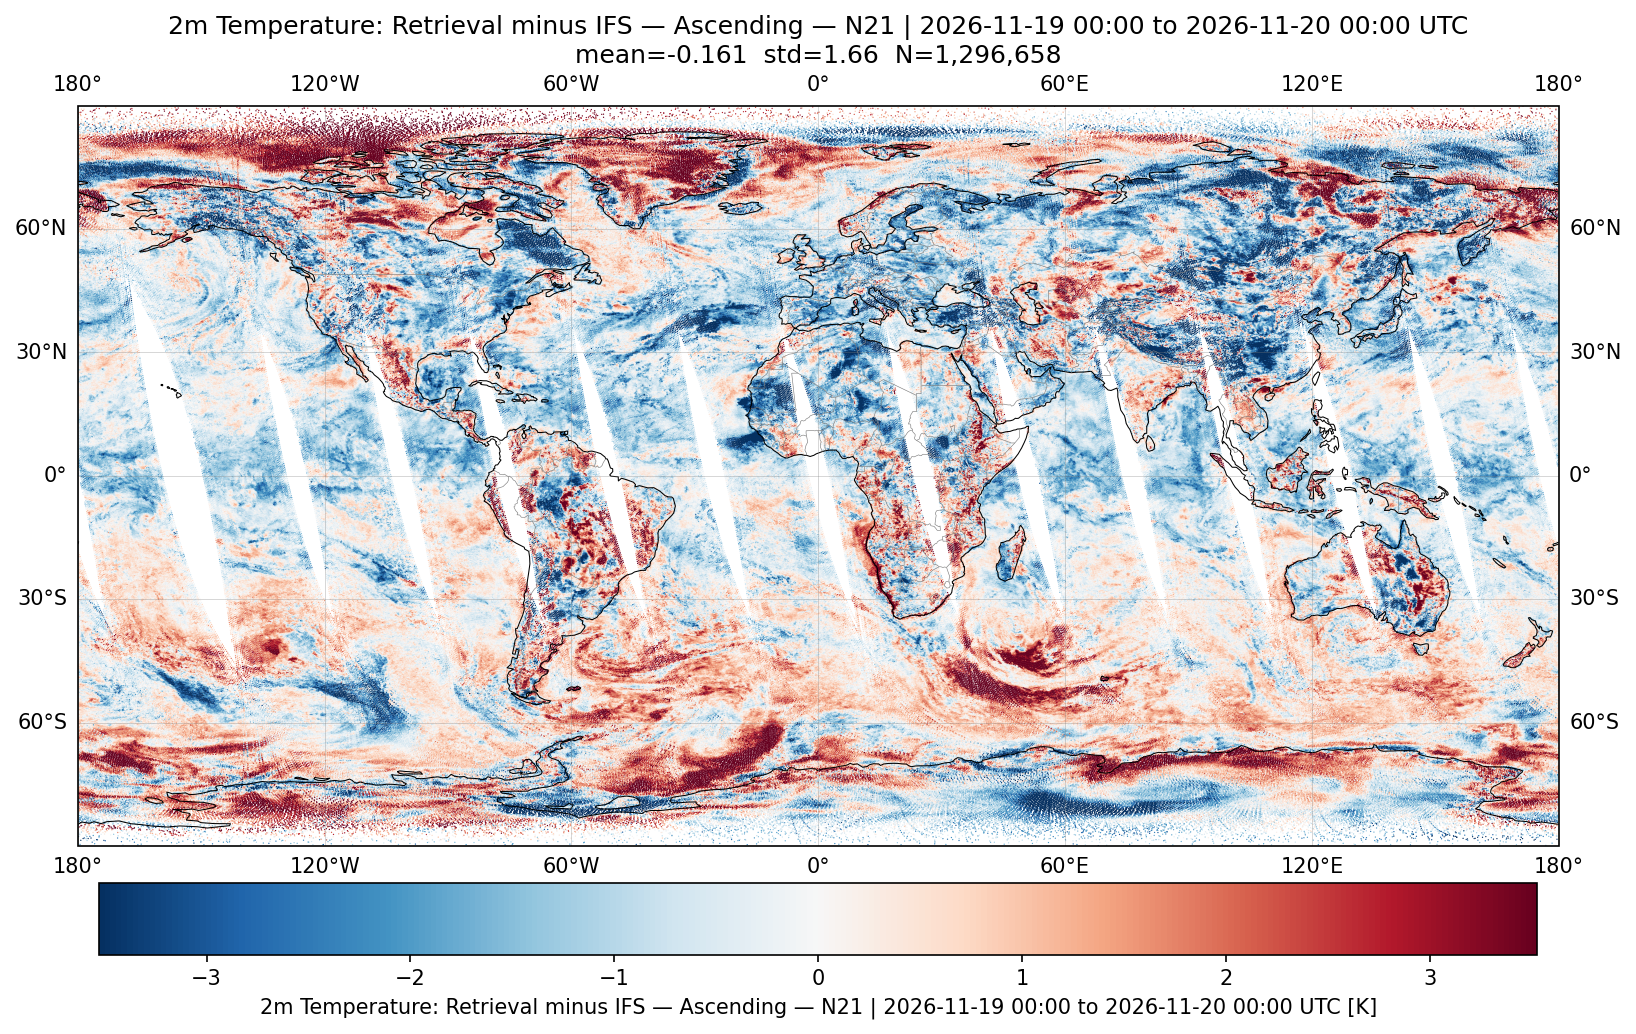 2m Temperature: Retrieval minus IFS — Ascending — N21 | 2026-11-19 00:00 to 2026-11-20 00:00 UTC
mean=-0.161  std=1.66  N=1,296,658
180° 120°W 60°W 0° 60°E 120°E 180°
60°N 60°N
30°N 30°N
0° 0°
30°S 30°S
60°S 60°S
180° 120°W 60°W 0° 60°E 120°E 180°
−3 −2 −1 0 1 2 3
2m Temperature: Retrieval minus IFS — Ascending — N21 | 2026-11-19 00:00 to 2026-11-20 00:00 UTC [K]